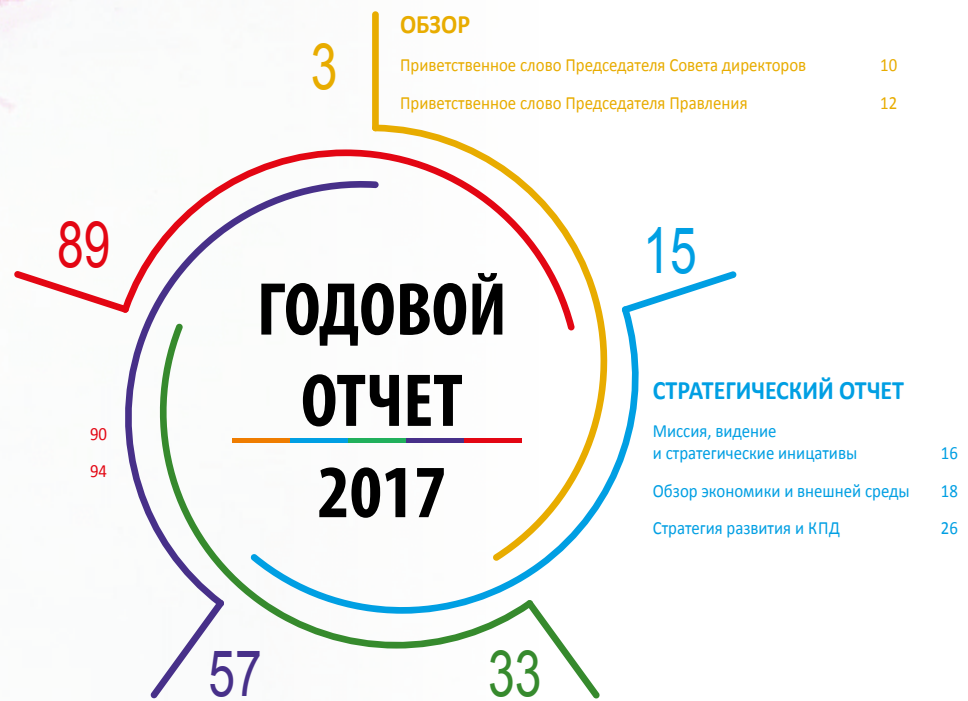 3
ОБЗОР
Приветственное слово Председателя Совета директоров 10
Приветственное слово Председателя Правления 12
89
15
ГОДОВОЙ
ОТЧЕТ
2017
СТРАТЕГИЧЕСКИЙ ОТЧЕТ
Миссия, видение
и стратегические иницативы 16
Обзор экономики и внешней среды 18
Стратегия развития и КПД 26
90
94
57
33